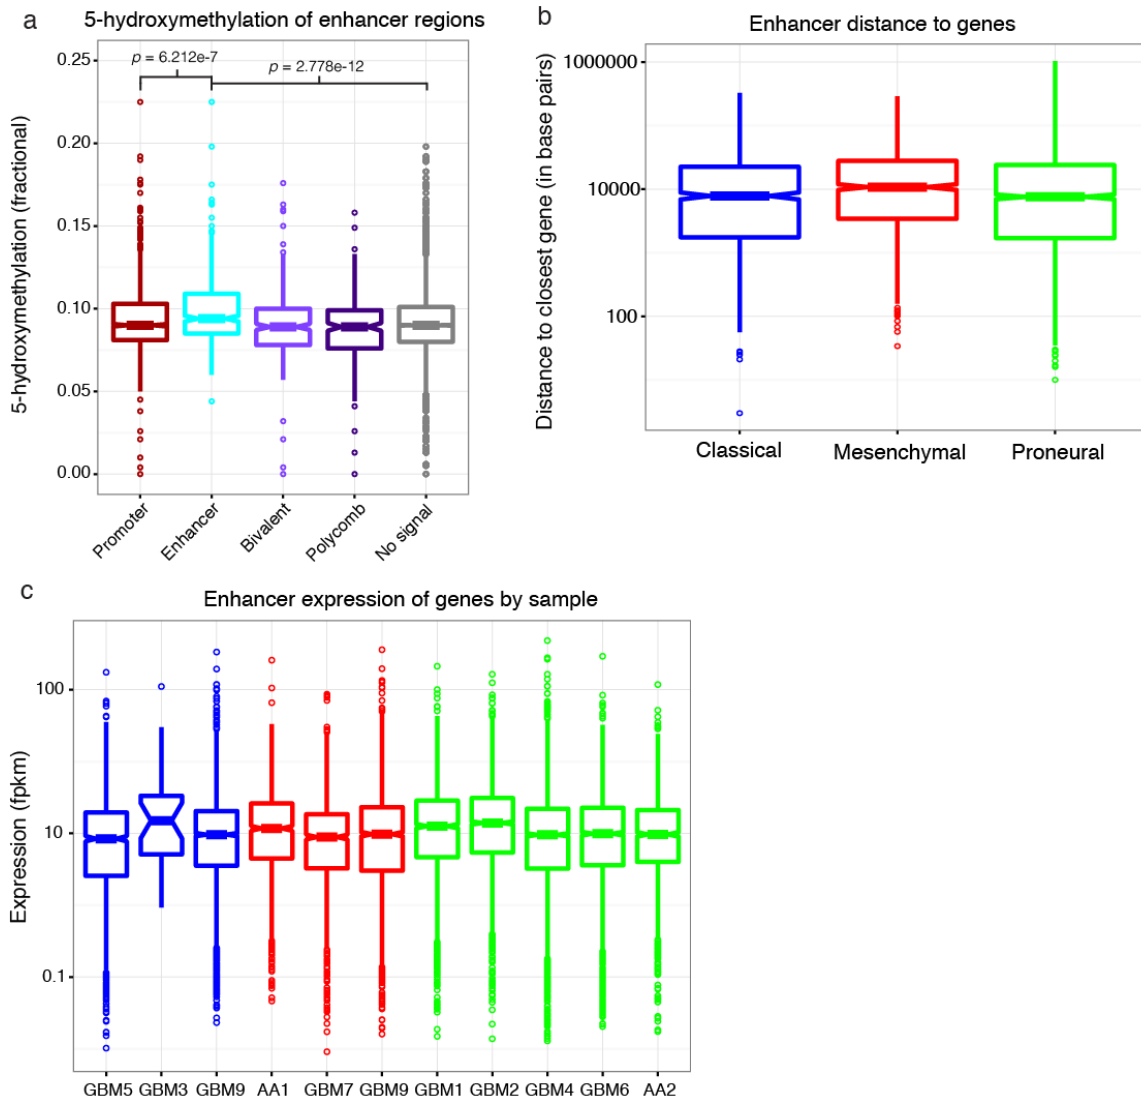 a
5-hydroxymethylation of enhancer regions
p = 6.212e-7
p = 2.778e-12
5-hydroxymethylation (fractional)
0.25
0.20
0.15
0.10
0.05
0.00
Promoter
Enhancer
Bivalent
Polycomb
No signal
b
Enhancer distance to genes
Distance to closest gene (in base pairs)
1000000
10000
100
Classical
Mesenchymal
Proneural
c
Enhancer expression of genes by sample
Expression (fpkm)
100
10
0.1
GBM5
GBM3
GBM9
AA1
GBM7
GBM9
GBM1
GBM2
GBM4
GBM6
AA2